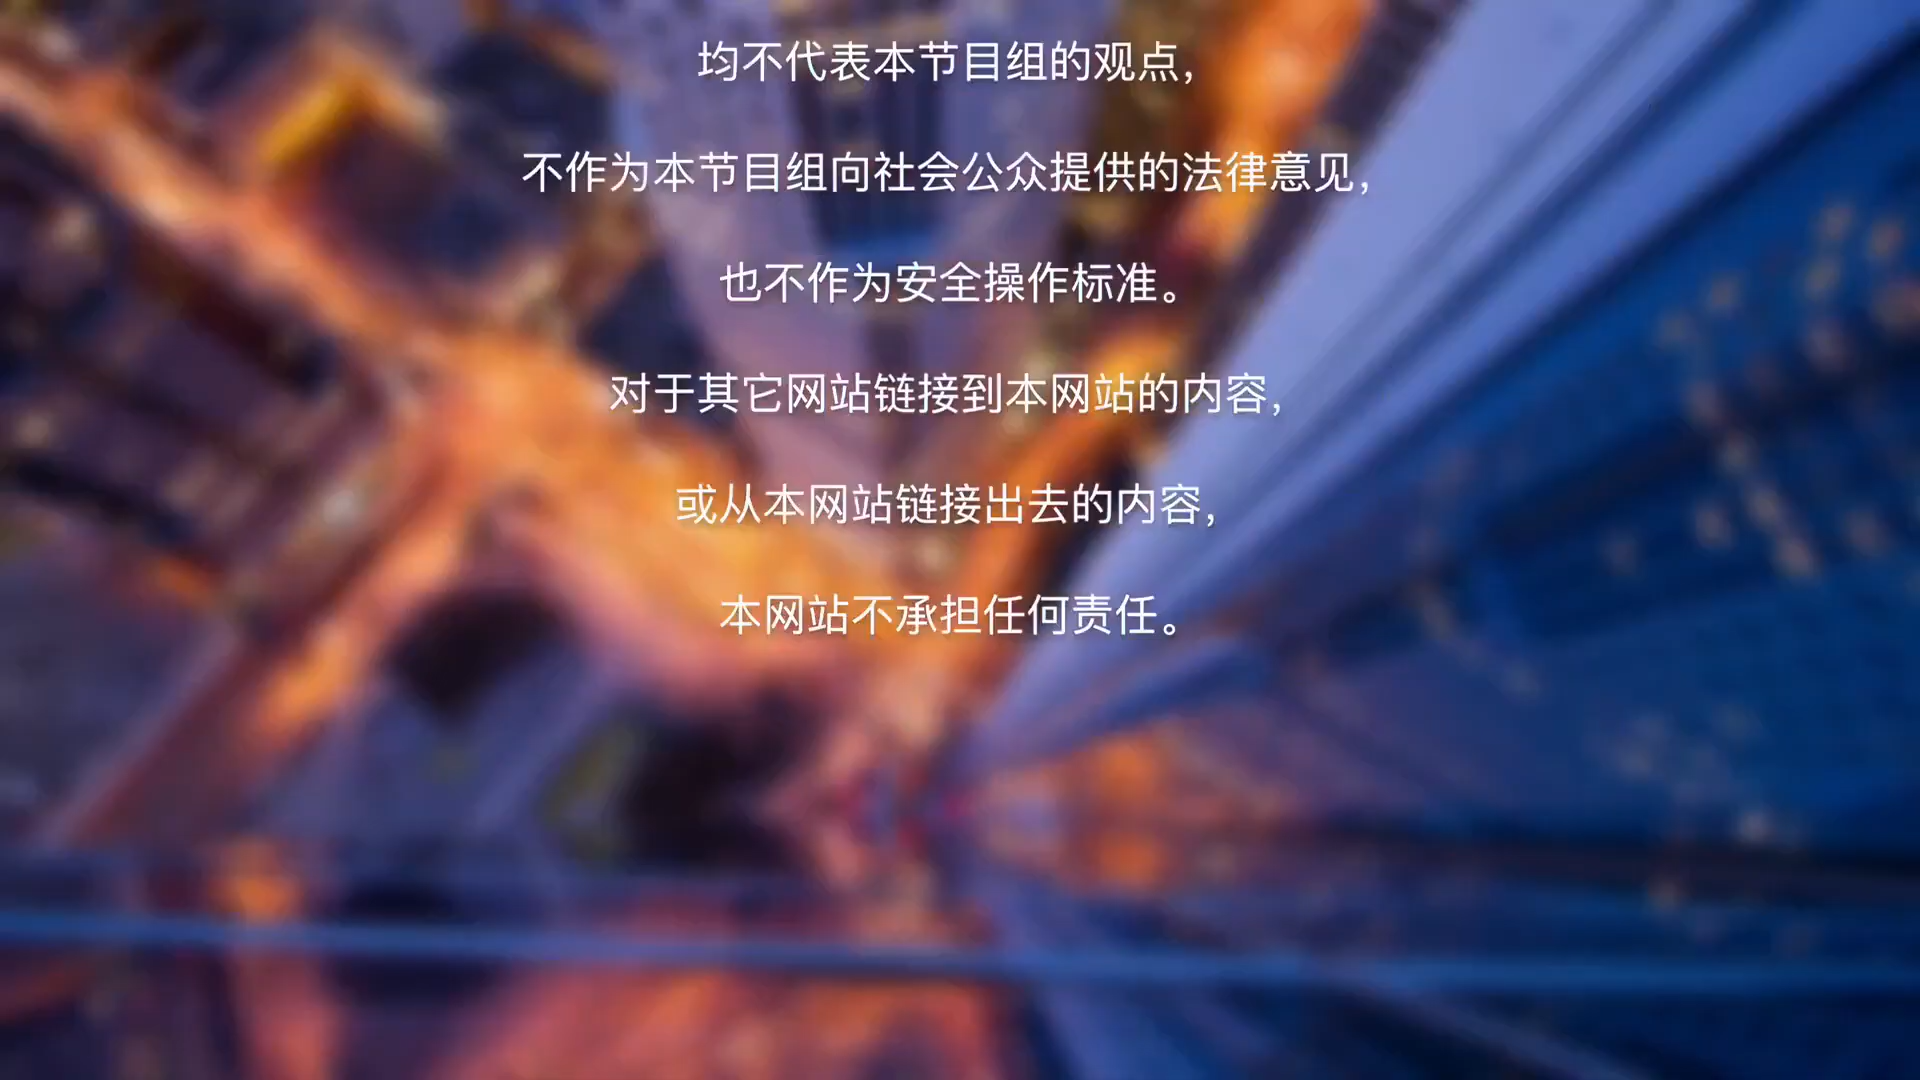 均不代表本节目组的观点，
不作为本节目组向社会公众提供的法律意见，
也不作为安全操作标准。
对于其它网站链接到本网站的内容，
或从本网站链接出去的内容，
本网站不承担任何责任。